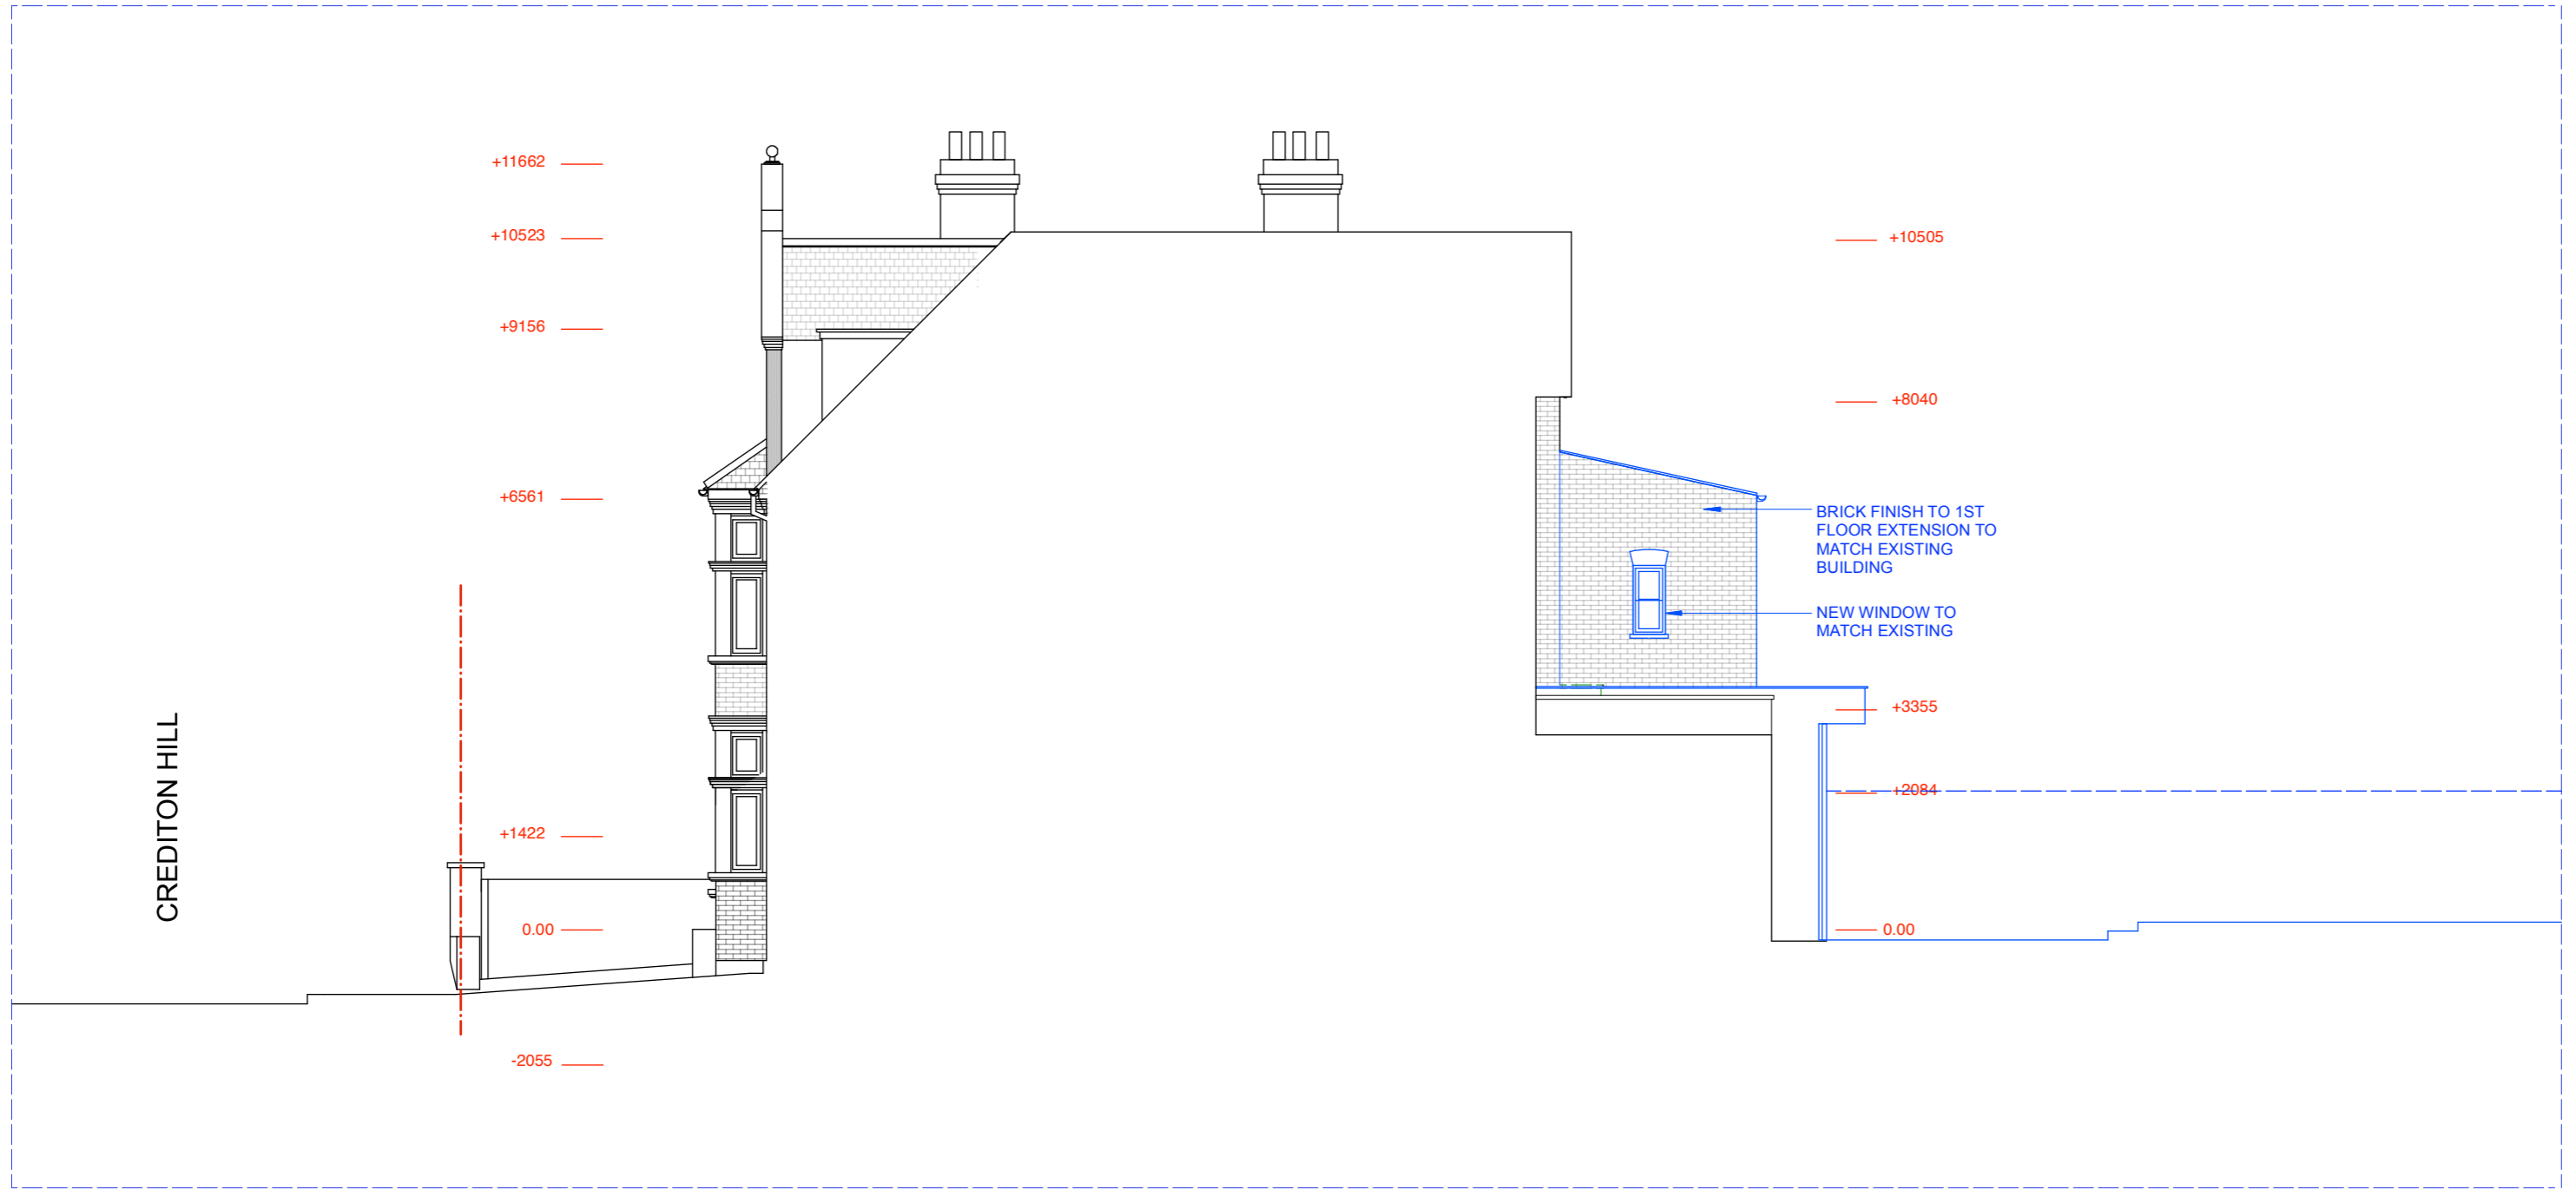 +11662
+10523
+9156
+6561
+1422
0.00
-2055
CREDITON HILL
+10505
+8040
BRICK FINISH TO 1ST
FLOOR EXTENSION TO
MATCH EXISTING
BUILDING
NEW WINDOW TO
MATCH EXISTING
+3355
+2084
0.00